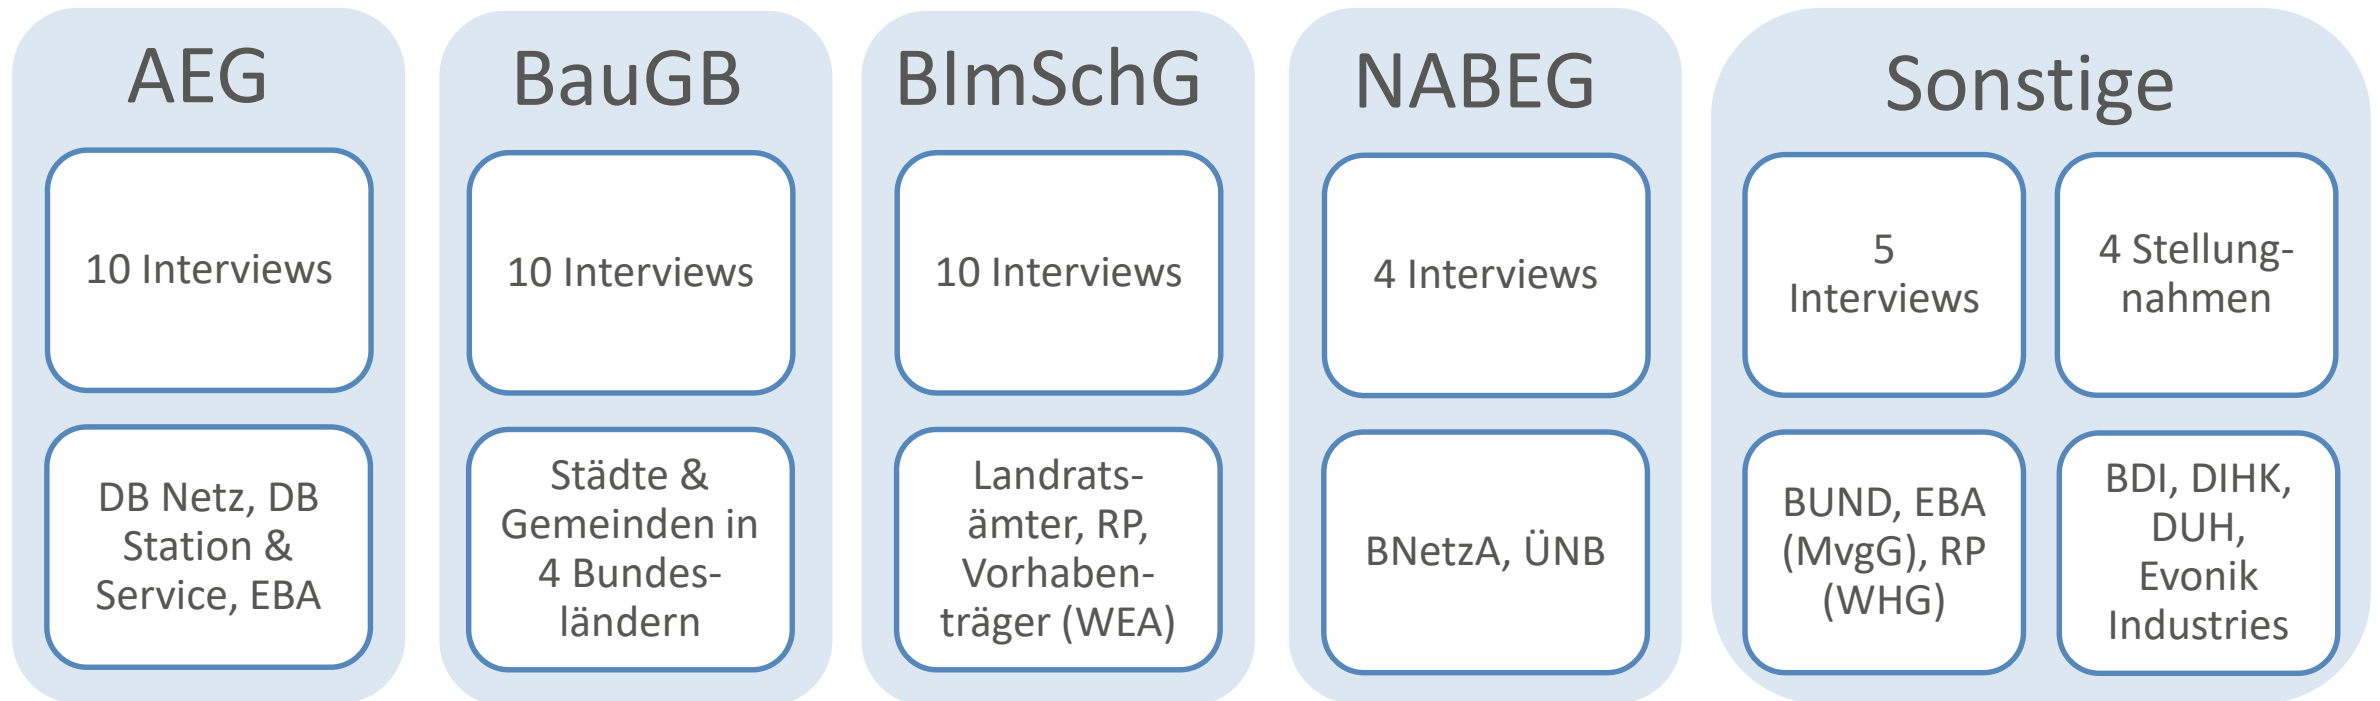 AEG
10 Interviews
DB Netz, DB
Station &
Service, EBA
BauGB
10 Interviews
Städte &
Gemeinden in
4 Bundes-
ländern
BImSchG
10 Interviews
Landrats-
ämter, RP,
Vorhaben-
träger (WEA)
NABEG
4 Interviews
BNetzA, ÜNB
Sonstige
5
Interviews
4 Stellung-
nahmen
BUND, EBA
(MvgG), RP
(WHG)
BDI, DIHK,
DUH,
Evonik
Industries